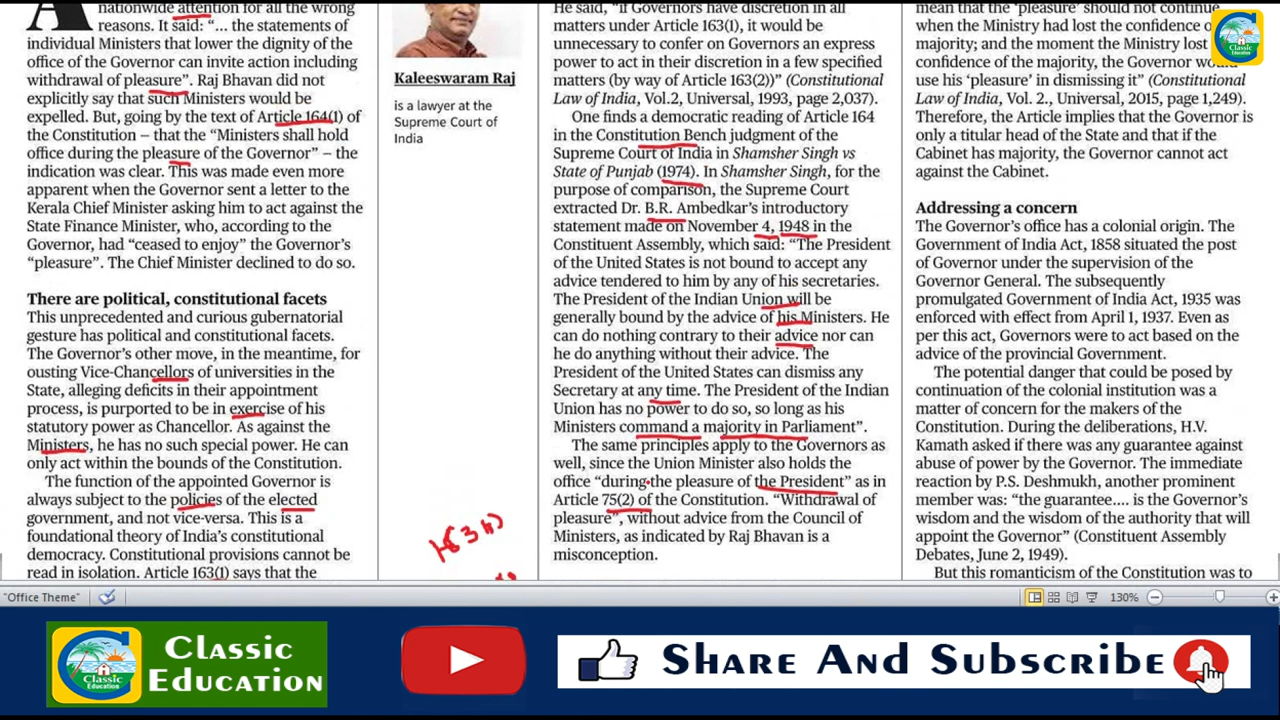 nationwide attention for all the wrong
reasons. It said: “... the statements of
individual Ministers that lower the dignity of the
office of the Governor can invite action including
withdrawal of pleasure”. Raj Bhavan did not
explicitly say that such Ministers would be
expelled. But, going by the text of Article 164(1) of
the Constitution — that the “Ministers shall hold
office during the pleasure of the Governor” — the
indication was clear. This was made even more
apparent when the Governor sent a letter to the
Kerala Chief Minister asking him to act against the
State Finance Minister, who, according to the
Governor, had “ceased to enjoy” the Governor’s
“pleasure”. The Chief Minister declined to do so.
There are political, constitutional facets
This unprecedented and curious gubernatorial
gesture has political and constitutional facets.
The Governor’s other move, in the meantime, for
ousting Vice-Chancellors of universities in the
State, alleging deficits in their appointment
process, is purported to be in exercise of his
statutory power as Chancellor. As against the
Ministers, he has no such special power. He can
only act within the bounds of the Constitution.
The function of the appointed Governor is
always subject to the policies of the elected
government, and not vice-versa. This is a
foundational theory of India’s constitutional
democracy. Constitutional provisions cannot be
read in isolation. Article 163(1) says that the
Kaleeswaram Raj
is a lawyer at the
Supreme Court of
India
He said, “if Governors have discretion in all
matters under Article 163(1), it would be
unnecessary to confer on Governors an express
power to act in their discretion in a few specified
matters (by way of Article 163(2))” (Constitutional
Law of India, Vol.2, Universal, 1993, page 2,037).
One finds a democratic reading of Article 164
in the Constitution Bench judgment of the
Supreme Court of India in Shamsher Singh vs
State of Punjab (1974). In Shamsher Singh, for the
purpose of comparison, the Supreme Court
extracted Dr. B.R. Ambedkar’s introductory
statement made on November 4, 1948 in the
Constituent Assembly, which said: “The President
of the United States is not bound to accept any
advice tendered to him by any of his secretaries.
The President of the Indian Union will be
generally bound by the advice of his Ministers. He
can do nothing contrary to their advice nor can
he do anything without their advice. The
President of the United States can dismiss any
Secretary at any time. The President of the Indian
Union has no power to do so, so long as his
Ministers command a majority in Parliament”.
The same principles apply to the Governors as
well, since the Union Minister also holds the
office “during the pleasure of the President” as in
Article 75(2) of the Constitution. “Withdrawal of
pleasure”, without advice from the Council of
Ministers, as indicated by Raj Bhavan is a
misconception.
mean that the ‘pleasure’ should not continue
when the Ministry had lost the confidence of
majority; and the moment the Ministry lost
confidence of the majority, the Governor would
use his ‘pleasure’ in dismissing it” (Constitutional
Law of India, Vol. 2., Universal, 2015, page 1,249).
Therefore, the Article implies that the Governor is
only a titular head of the State and that if the
Cabinet has majority, the Governor cannot act
against the Cabinet.
Addressing a concern
The Governor’s office has a colonial origin. The
Government of India Act, 1858 situated the post
of Governor under the supervision of the
Governor General. The subsequently
promulgated Government of India Act, 1935 was
enforced with effect from April 1, 1937. Even as
per this act, Governors were to act based on the
advice of the provincial Government.
The potential danger that could be posed by
continuation of the colonial institution was a
matter of concern for the makers of the
Constitution. During the deliberations, H.V.
Kamath asked if there was any guarantee against
abuse of power by the Governor. The immediate
reaction by P.S. Deshmukh, another prominent
member was: “the guarantee.... is the Governor’s
wisdom and the wisdom of the authority that will
appoint the Governor” (Constituent Assembly
Debates, June 2, 1949).
But this romanticism of the Constitution was to
Classic
Education
"Office Theme"
130%
Classic
Education
Classic
Education
Share And Subscribe